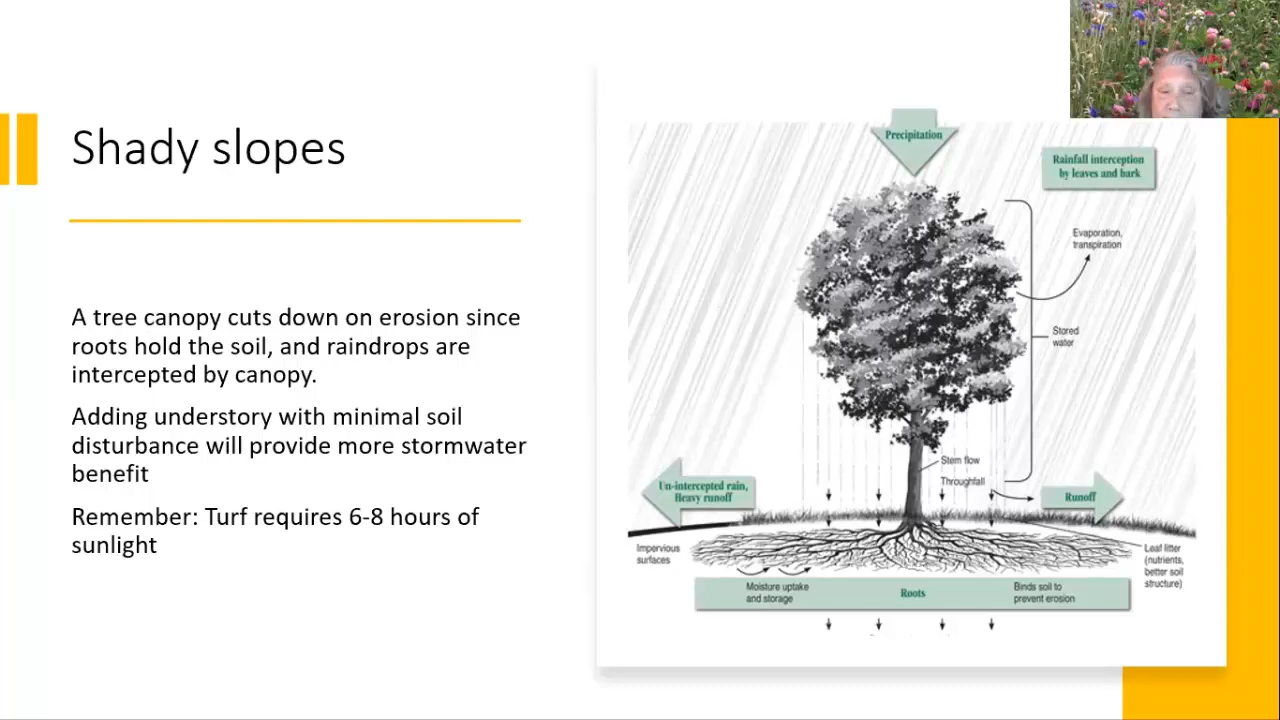 Shady slopes
A tree canopy cuts down on erosion since
roots hold the soil, and raindrops are
intercepted by canopy.
Adding understory with minimal soil
disturbance will provide more stormwater
benefit
Remember: Turf requires 6-8 hours of
sunlight
Precipitation
Rainfall interception
by leaves and bark
Evaporation,
transpiration
Stored
water
Stem flow
Throughfall
Un-intercepted rain,
Heavy runoff
Runoff
Impervious
surfaces
Leaf litter
(nutrients,
better soil
structure)
Moisture uptake
and storage
Roots
Binds soil to
prevent erosion